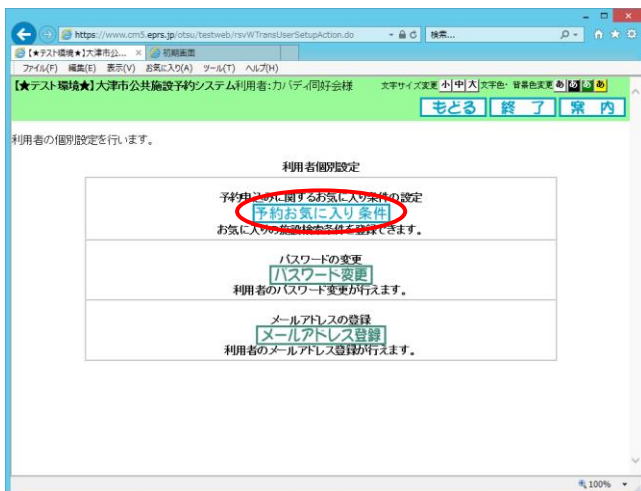 https://www.cm5.eprs.jp/otsu/testweb/rsvWTransUserSetupAction.do
検索...
【★テスト環境★】大津市公... ×
初期画面
ファイル(F) 編集(E) 表示(V) お気に入り(A) ツール(T) ヘルプ(H)
【★テスト環境★】大津市公共施設予約システム利用者:カバディ同好会様 文字サイズ変更 小 中 大 文字色・背景色変更 あ あ あ あ
もどる 終 了 案 内
利用者の個別設定を行います。
利用者個別設定
予約申込みに関するお気に入り条件の設定
予約お気に入り条件
お気に入りの施設検索条件を登録できます。
パスワードの変更
パスワード変更
利用者のパスワード変更が行えます。
メールアドレスの登録
メールアドレス登録
利用者のメールアドレス登録が行えます。
100%